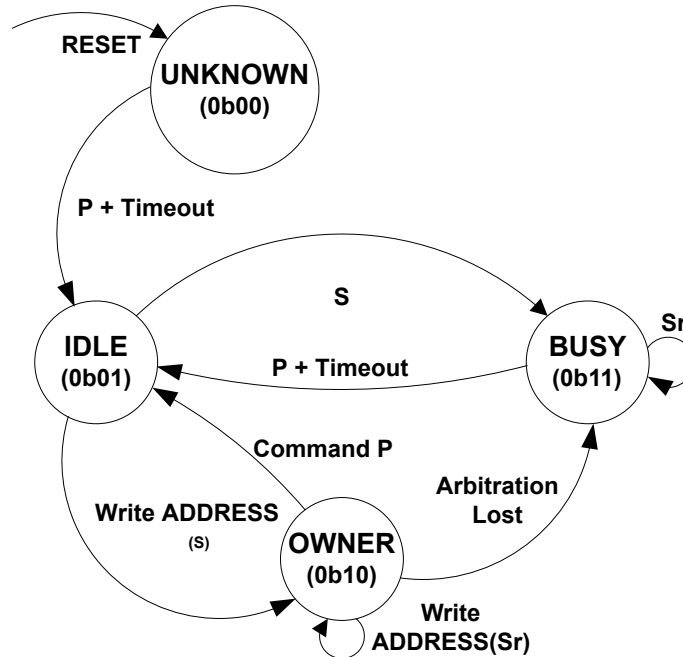 RESET
UNKNOWN
(0b00)
P + Timeout
S
IDLE
(0b01)
BUSY
(0b11)
Sr
P + Timeout
Command P
Arbitration
Lost
Write ADDRESS
(S)
OWNER
(0b10)
Write
ADDRESS(Sr)